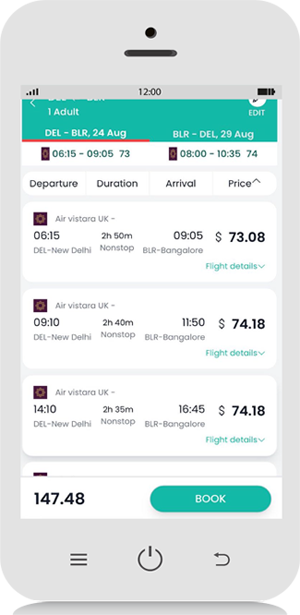 12:00
1 Adult
EDIT
DEL - BLR, 24 Aug
BLR - DEL, 29 Aug
06:15 - 09:05 73
08:00 - 10:35 74
Departure Duration Arrival Price
Air vistara UK -
06:15 2h 50m 09:05 $ 73.08
DEL-New Delhi Nonstop BLR-Bangalore
Flight details
Air vistara UK -
09:10 2h 40m 11:50 $ 74.18
DEL-New Delhi Nonstop BLR-Bangalore
Flight details
Air vistara UK -
14:10 2h 35m 16:45 $ 74.18
DEL-New Delhi Nonstop BLR-Bangalore
Flight details
147.48 BOOK